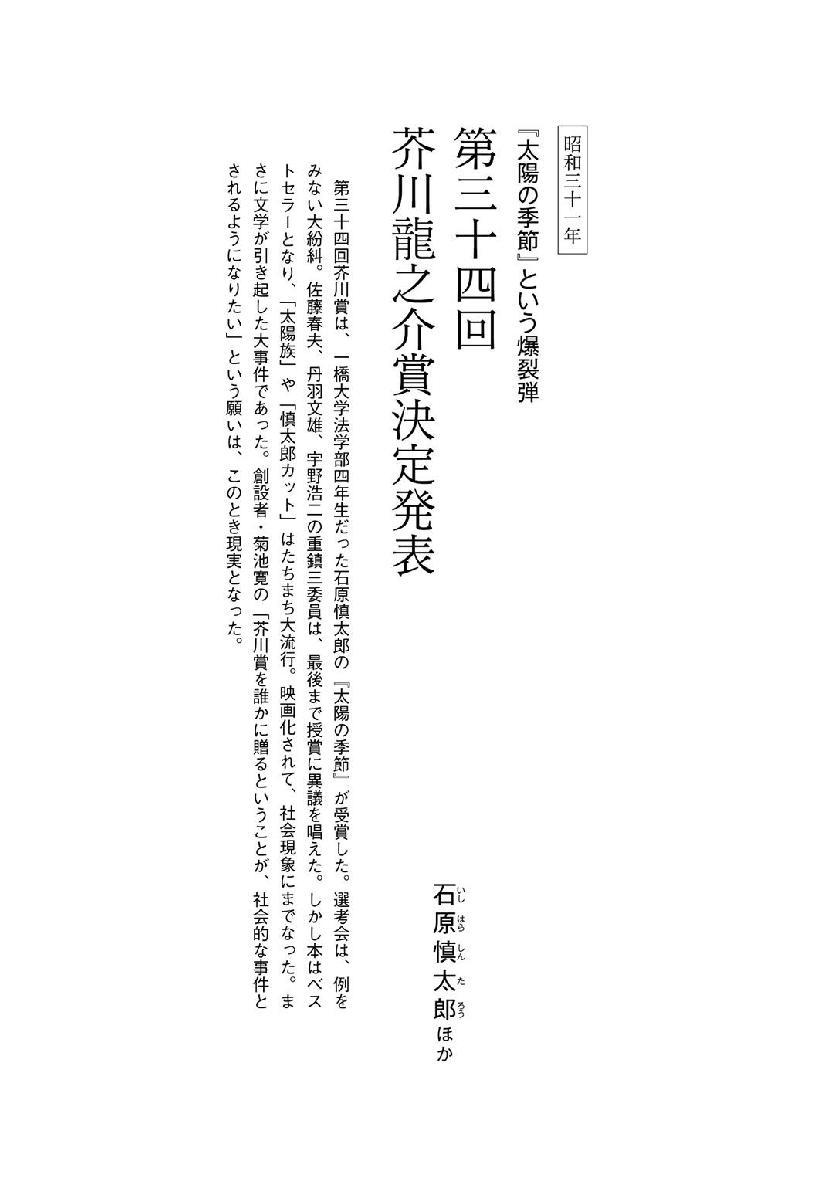 昭和三十一年
『太陽の季節』という爆裂弾
第三十四回
芥川龍之介賞決定発表
石原慎太郎ほか
いし はら しん た ろう
第三十四回芥川賞は、一橋大学法学部四年生だった石原慎太郎の『太陽の季節』が受賞した。選考会は、例を
みない大紛糾。佐藤春夫、丹羽文雄、宇野浩二の重鎮三委員は、最後まで授賞に異議を唱えた。しかし本はベス
トセラーとなり、「太陽族」や「慎太郎カット」はたちまち大流行。映画化されて、社会現象にまでなった。ま
さに文学が引き起した大事件であった。創設者・菊池寛の「芥川賞を誰かに贈るということが、社会的な事件と
されるようになりたい」という願いは、このとき現実となった。